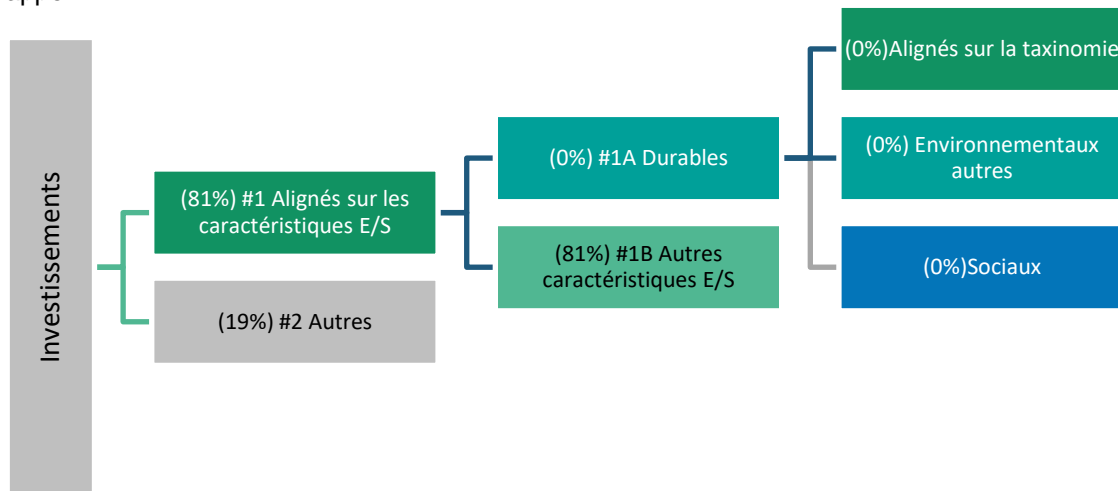 Investissements
(81%) #1 Alignés sur les
caractéristiques E/S
(19%) #2 Autres
(0%) #1A Durables
(81%) #1B Autres
caractéristiques E/S
(0%)Alignés sur la taxinomie
(0%) Environnementaux
autres
(0%)Sociaux